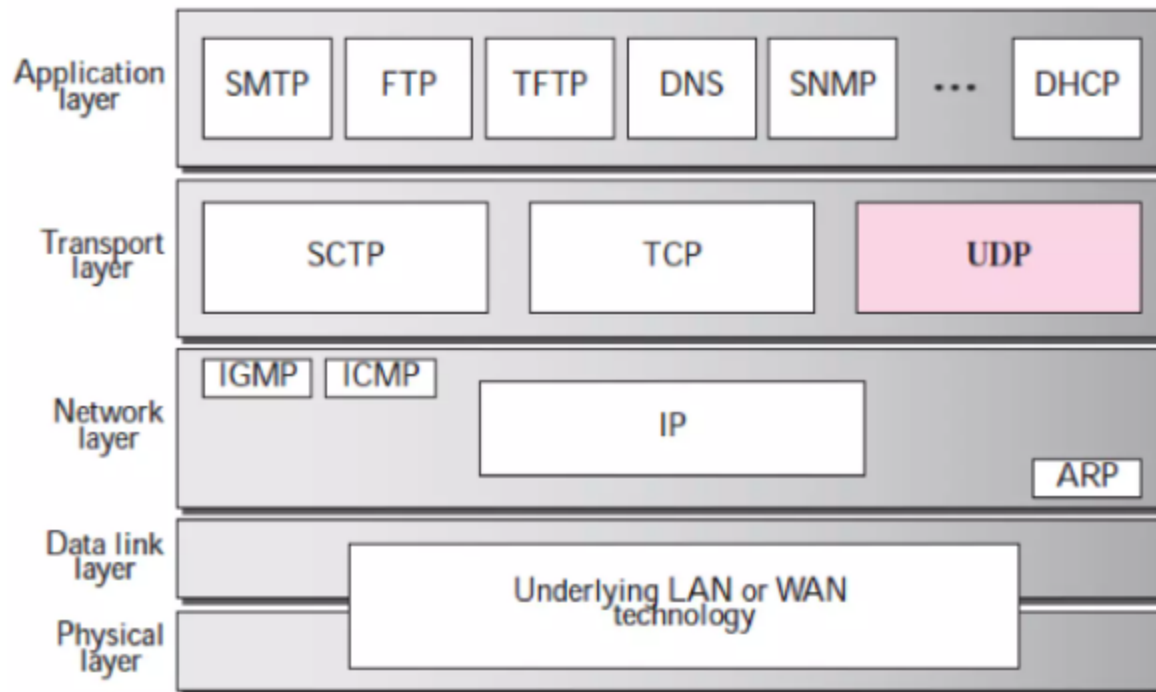 Application
layer
SMTP
FTP
TFTP
DNS
SNMP
...
DHCP
Transport
layer
SCTP
TCP
UDP
Network
layer
IGMP
ICMP
IP
ARP
Data link
layer
Underlying LAN or WAN
technology
Physical
layer